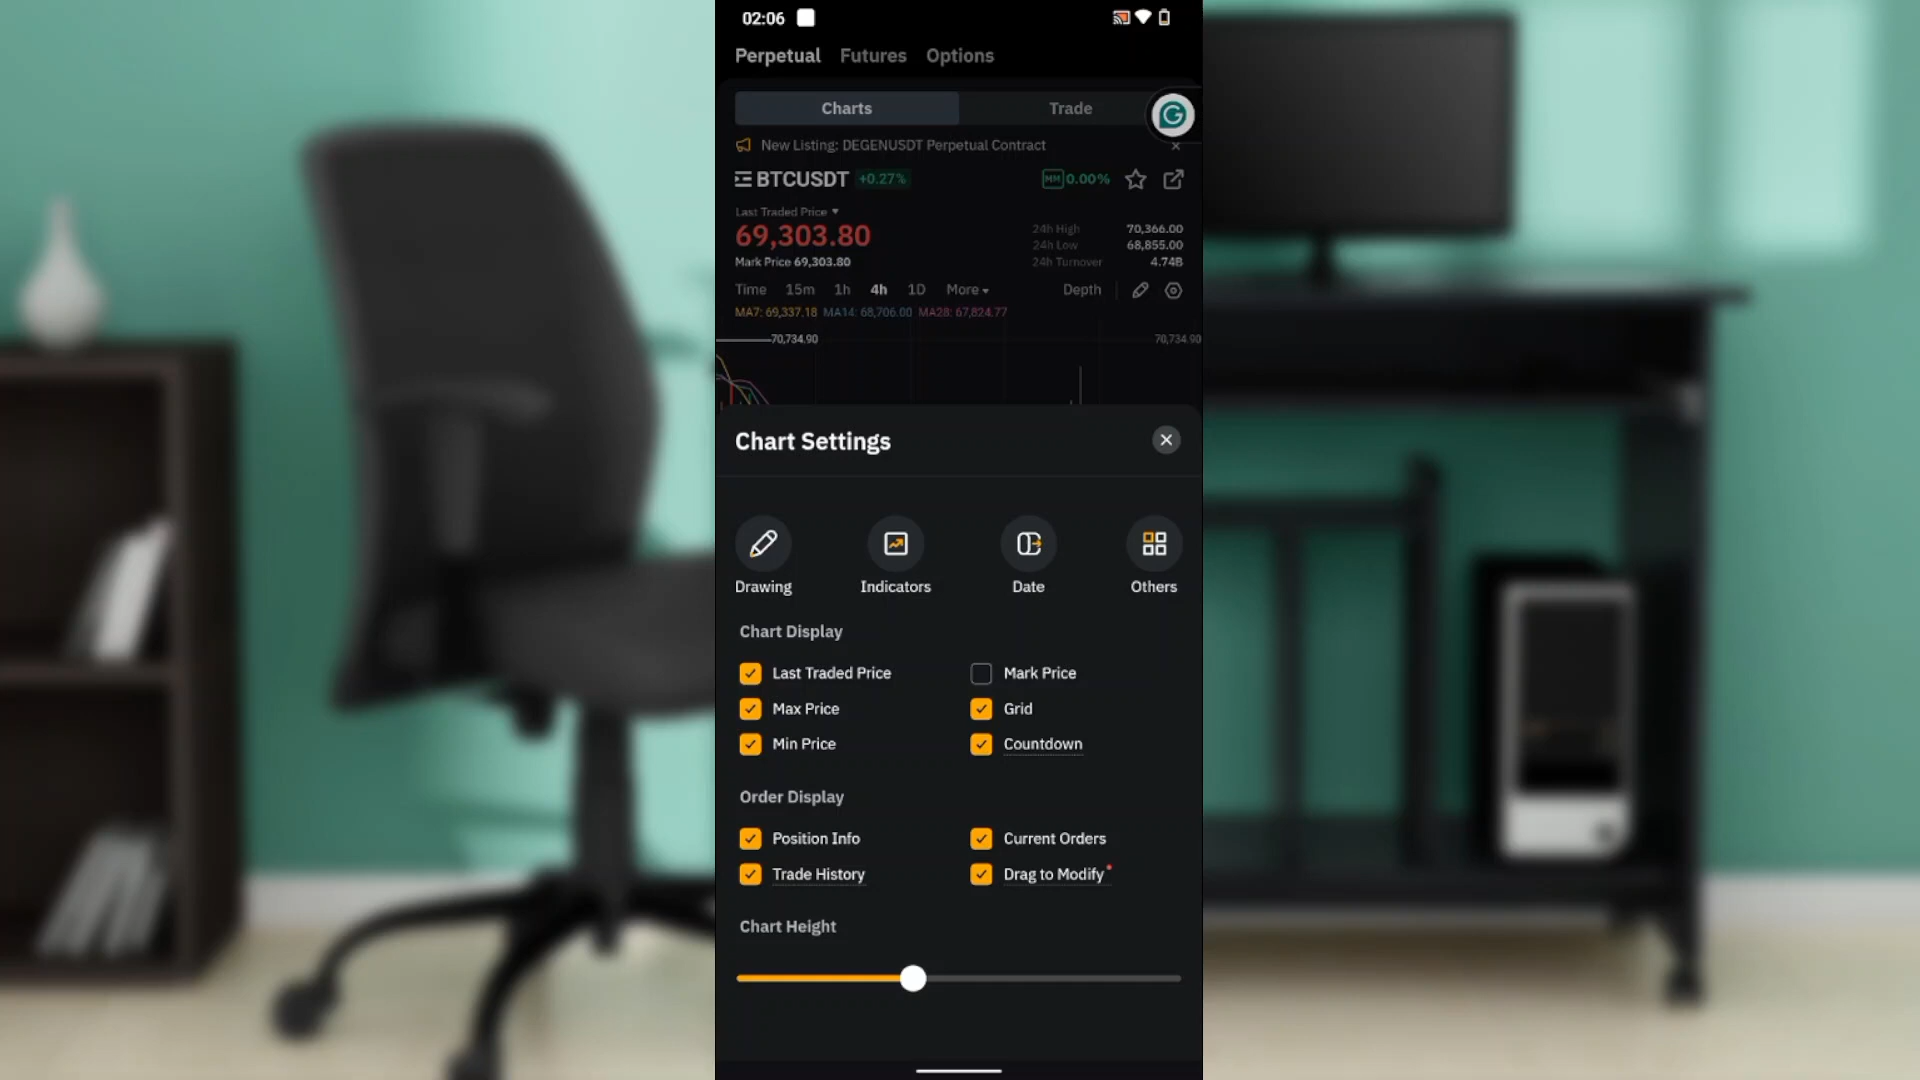 02:06
Perpetual Futures Options
Charts Trade
New Listing: DEGENUSDT Perpetual Contract
BTCUSDT +0.27% MM 0.00%
Last Traded Price
69,303.80
Mark Price 69,303.80
24h High 70,366.00
24h Low 68,855.00
24h Turnover 4.74B
Time 15m 1h 4h 1D More Depth
MA7: 69,337.18 MA14: 68,706.00 MA28: 67,824.77
70,734.90 70,734.90
Chart Settings
Drawing Indicators Date Others
Chart Display
Last Traded Price Mark Price
Max Price Grid
Min Price Countdown
Order Display
Position Info Current Orders
Trade History Drag to Modify
Chart Height